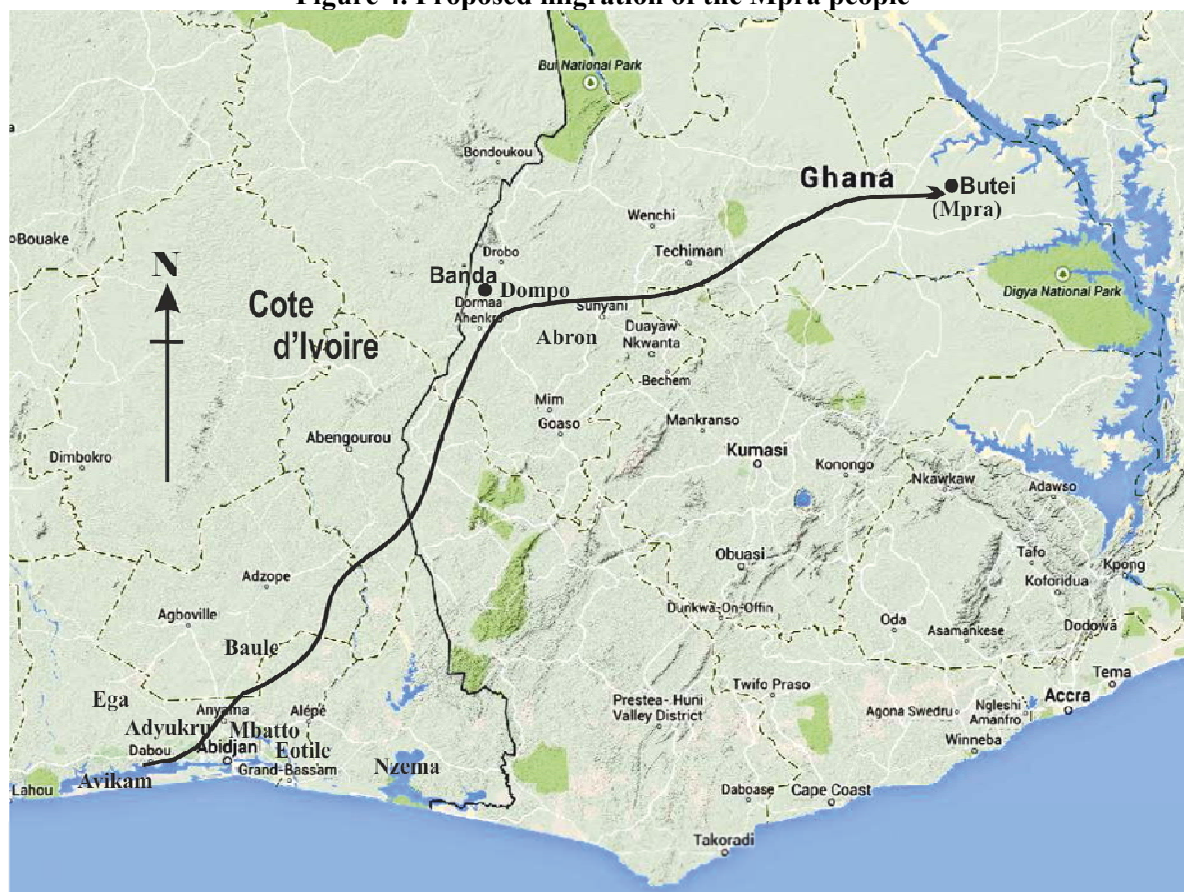 Figure 4. Proposed migration of the Mpra people
Bui National Park
Bondoukou
Ghana
Butei
(Mpra)
Wenchi
Bouake
Drobo
Techiman
N
Banda
Dompo
Digya National Park
Cote
d'Ivoire
Dormaa
Ahenkro
Sunyani
Abron
Duayaw
Nkwanta
Bechem
Mim
Goaso
Mankranso
Abengourou
Kumasi
Konongo
Dimbokro
Nkawkaw
Adawso
Obuasi
Tafo
Kpong
Koforidua
Adzope
Agboville
Dunkwa-On-Offin
Oda
Asamankese
Dodowa
Baule
Tema
Ega
Prestea - Huni
Valley District
Twifo Praso
Accra
Anyama
Alépé
Agona Swedru
Ngleshi
Amanfro
Adyukru
Mbatto
Winneba
Dabou
Abidjan
Eotile
Grand-Bassam
Nzema
Avikam
Lahou
Daboase
Cape Coast
Takoradi